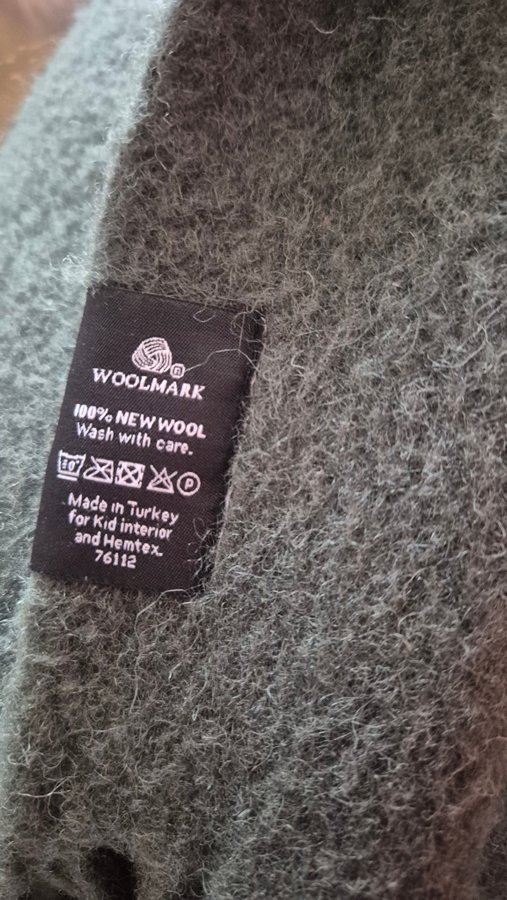 WOOLMARK
100% NEW WOOL
Wash with care.
P
Made in Turkey
for Kid interior
and Hemtex
76112